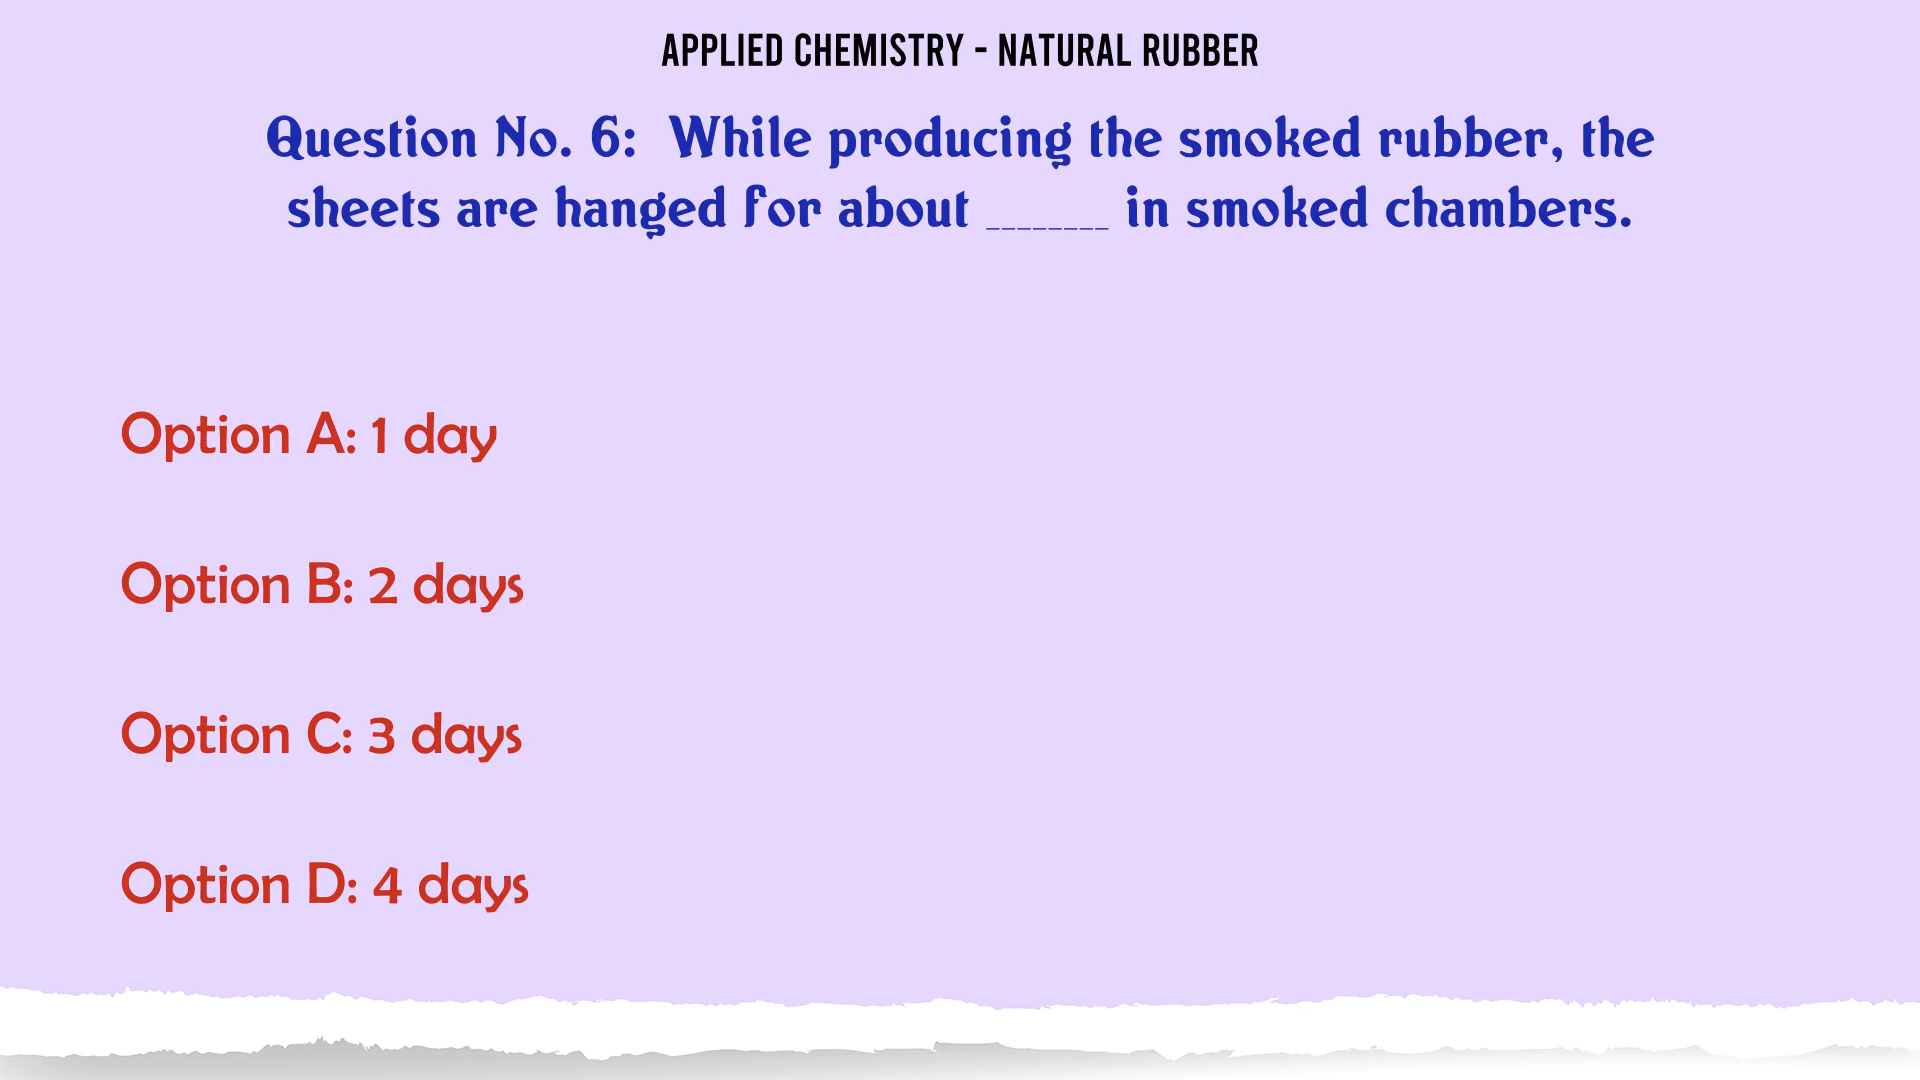 APPLIED CHEMISTRY - NATURAL RUBBER
Question No. 6:  While producing the smoked rubber, the
sheets are hanged for about ________ in smoked chambers.
Option A: 1 day
Option B: 2 days
Option C: 3 days
Option D: 4 days